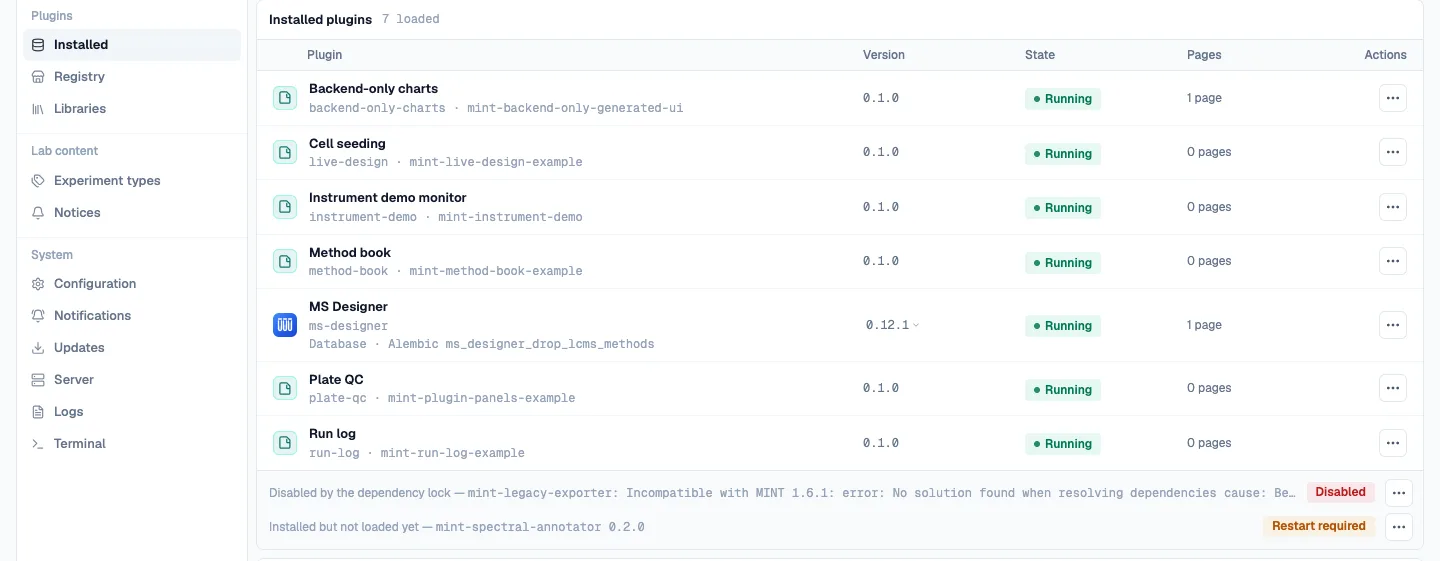 Plugins
Installed
Registry
Libraries
Lab content
Experiment types
Notices
System
Configuration
Notifications
Updates
Server
Logs
Terminal
Installed plugins 7 loaded
Plugin Version State Pages Actions
Backend-only charts
backend-only-charts · mint-backend-only-generated-ui
0.1.0 Running 1 page
Cell seeding
live-design · mint-live-design-example
0.1.0 Running 0 pages
Instrument demo monitor
instrument-demo · mint-instrument-demo
0.1.0 Running 0 pages
Method book
method-book · mint-method-book-example
0.1.0 Running 0 pages
MS Designer
ms-designer
Database · Alembic ms_designer_drop_lcms_methods
0.12.1 Running 1 page
Plate QC
plate-qc · mint-plugin-panels-example
0.1.0 Running 0 pages
Run log
run-log · mint-run-log-example
0.1.0 Running 0 pages
Disabled by the dependency lock — mint-legacy-exporter: Incompatible with MINT 1.6.1: error: No solution found when resolving dependencies cause: Be… Disabled
Installed but not loaded yet — mint-spectral-annotator 0.2.0 Restart required